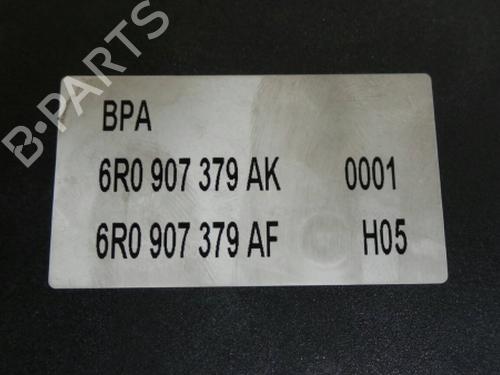 B-PARTS
BPA
6R0 907 379 AK 0001
6R0 907 379 AF H05